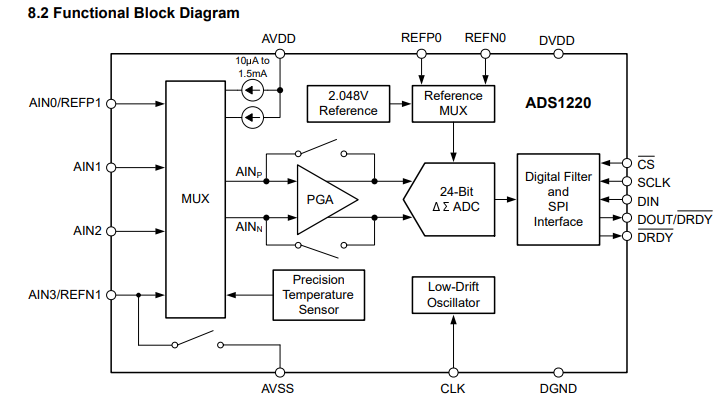 8.2 Functional Block Diagram
AVDD
REFP0
REFN0
DVDD
10µA to
1.5mA
AIN0/REFP1
2.048V
Reference
Reference
MUX
ADS1220
AIN1
AINP
MUX
PGA
24-Bit
ΔΣ ADC
Digital Filter
and
SPI
Interface
CS
SCLK
DIN
DOUT/DRDY
DRDY
AIN2
AINN
AIN3/REFN1
Precision
Temperature
Sensor
Low-Drift
Oscillator
AVSS
CLK
DGND